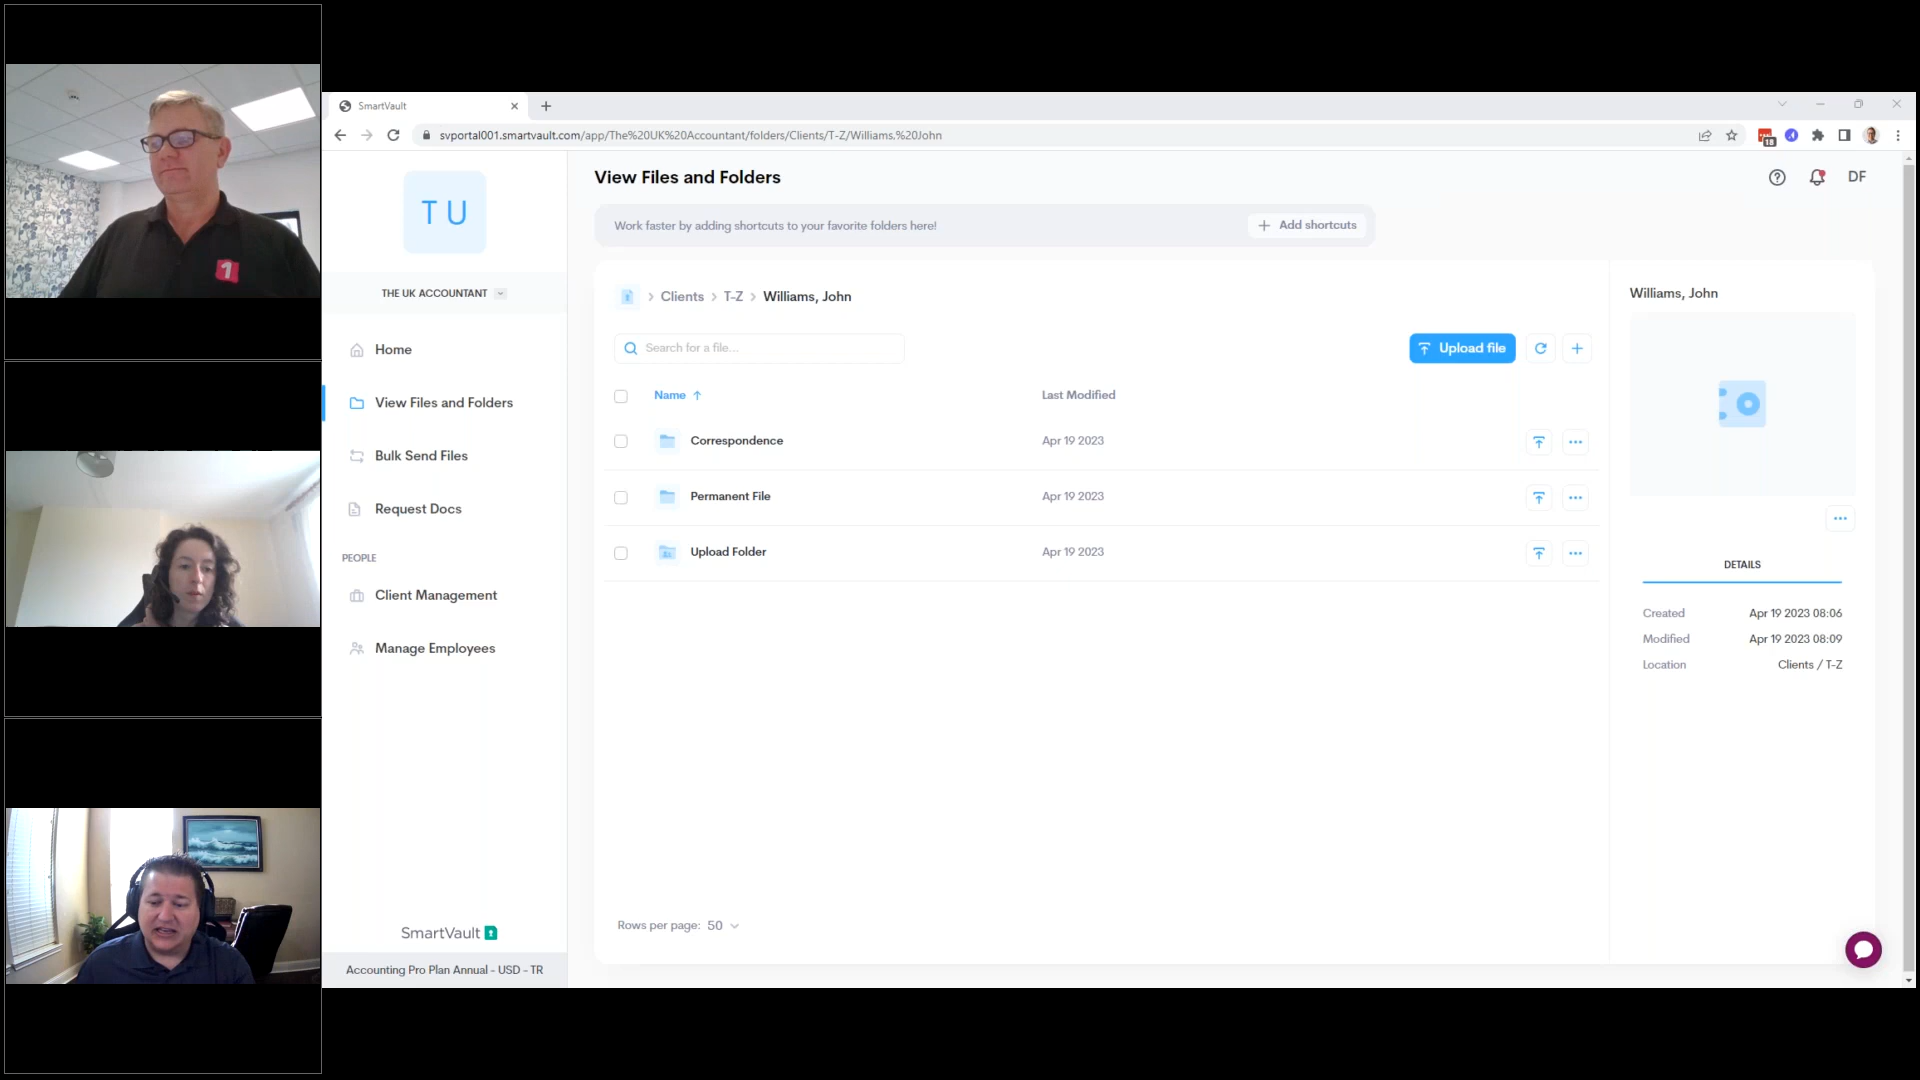 1
SmartVault
svportal001.smartvault.com/app/The%20UK%20Accountant/folders/Clients/T-Z/Williams,%20John
18
T U
THE UK ACCOUNTANT
Home
View Files and Folders
Bulk Send Files
Request Docs
PEOPLE
Client Management
Manage Employees
SmartVault
Accounting Pro Plan Annual - USD - TR
View Files and Folders
DF
Work faster by adding shortcuts to your favorite folders here!
Add shortcuts
Clients > T-Z > Williams, John
Search for a file...
Upload file
Name Last Modified
Correspondence Apr 19 2023
Permanent File Apr 19 2023
Upload Folder Apr 19 2023
Rows per page: 50
Williams, John
DETAILS
Created Apr 19 2023 08:06
Modified Apr 19 2023 08:09
Location Clients / T-Z